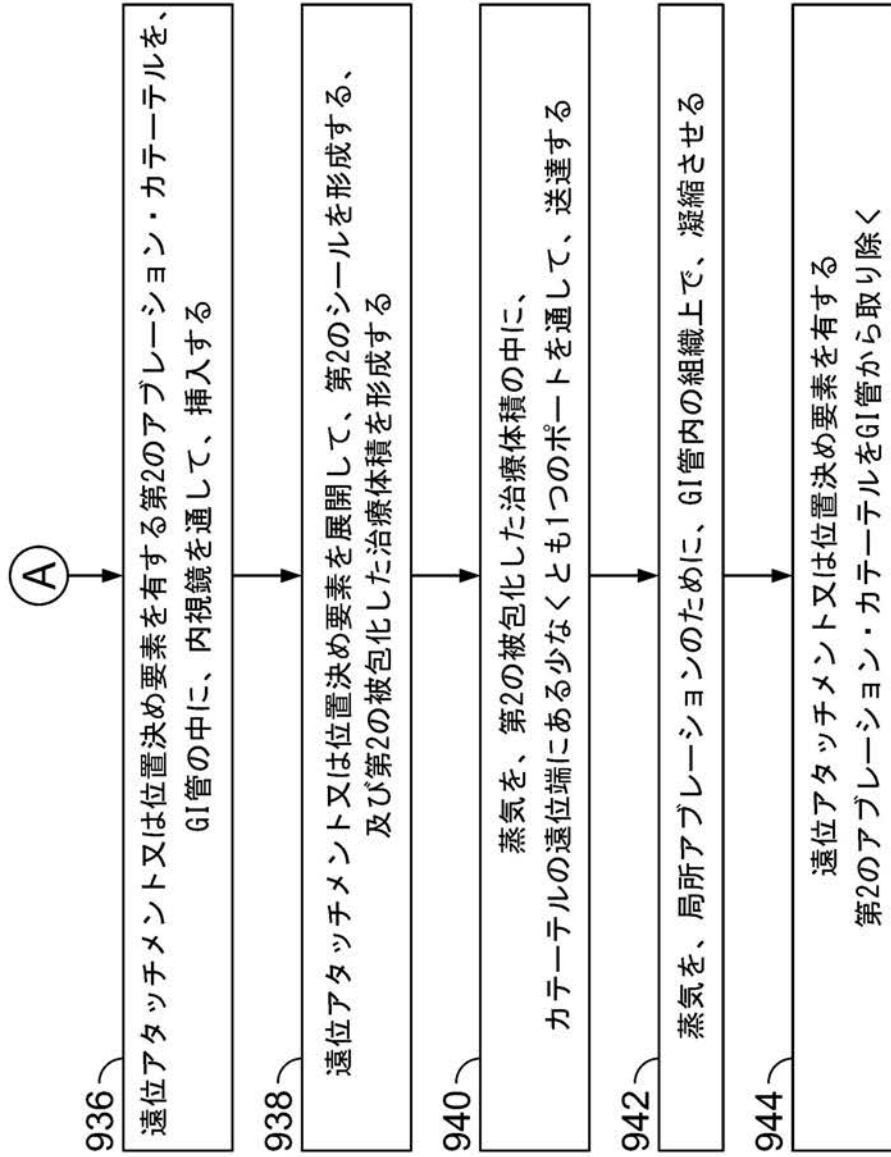 A
936
遠位アタッチメント又は位置決め要素を有する第2のアブレーション・カテーテルを、
GI管の中に、内視鏡を通して、挿入する
938
遠位アタッチメント又は位置決め要素を展開して、第2のシールを形成する、
及び第2の被包化した治療体積を形成する
940
蒸気を、第2の被包化した治療体積の中に、
カテーテルの遠位端にある少なくとも1つのポートを通して、送達する
942
蒸気を、局所アブレーションのために、GI管内の組織上で、凝縮させる
944
遠位アタッチメント又は位置決め要素を有する
第2のアブレーション・カテーテルをGI管から取り除く